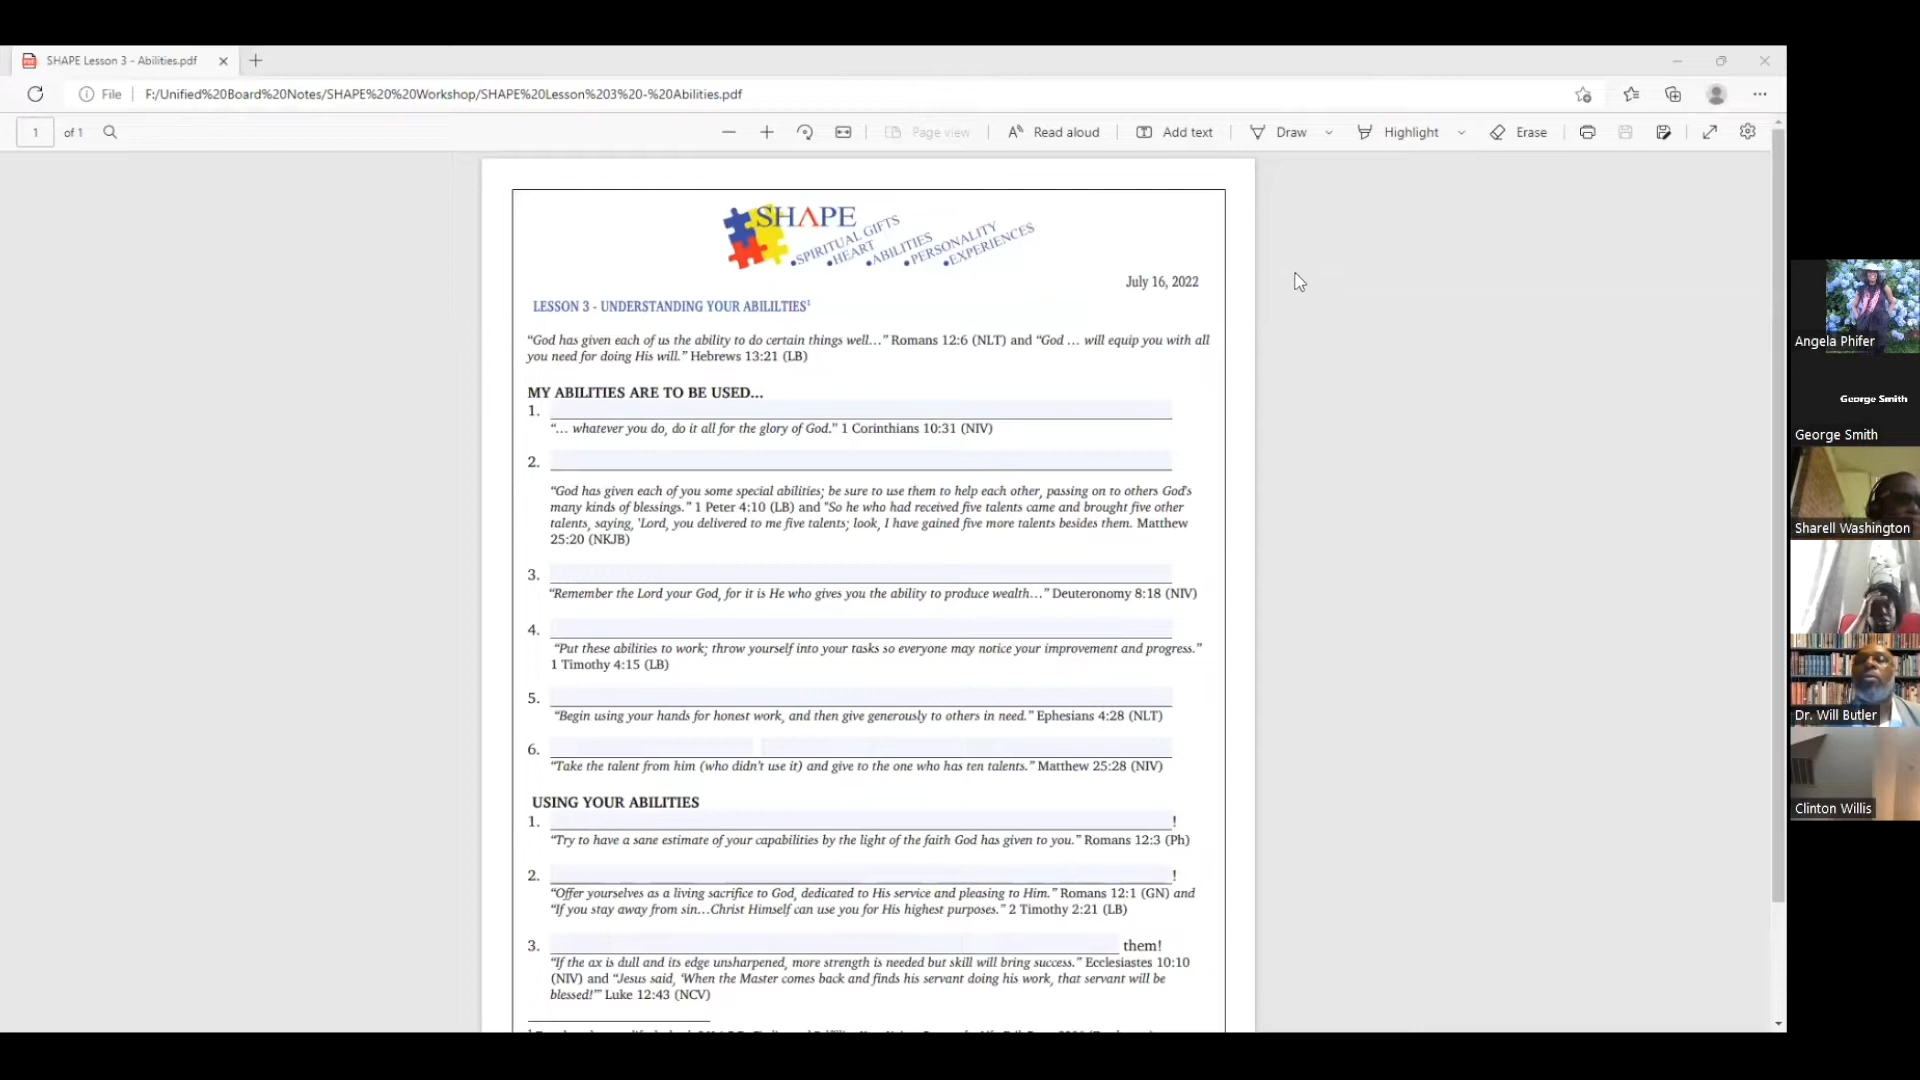 SHAPE Lesson 3 - Abilities.pdf
File
F:/Unified%20Board%20Notes/SHAPE%20%20Workshop/SHAPE%20Lesson%203%20-%20Abilities.pdf
1 of 1
Page view
Read aloud
Add text
Draw
Highlight
Erase
SHAPE
•SPIRITUAL GIFTS
•HEART
•ABILITIES
•PERSONALITY
•EXPERIENCES
July 16, 2022
LESSON 3 - UNDERSTANDING YOUR ABILILTIES¹
“God has given each of us the ability to do certain things well…” Romans 12:6 (NLT) and “God … will equip you with all
you need for doing His will.” Hebrews 13:21 (LB)
MY ABILITIES ARE TO BE USED…
1.
“… whatever you do, do it all for the glory of God.” 1 Corinthians 10:31 (NIV)
2.
“God has given each of you some special abilities; be sure to use them to help each other, passing on to others God's
many kinds of blessings.” 1 Peter 4:10 (LB) and "So he who had received five talents came and brought five other
talents, saying, 'Lord, you delivered to me five talents; look, I have gained five more talents besides them. Matthew
25:20 (NKJB)
3.
“Remember the Lord your God, for it is He who gives you the ability to produce wealth…” Deuteronomy 8:18 (NIV)
4.
“Put these abilities to work; throw yourself into your tasks so everyone may notice your improvement and progress.”
1 Timothy 4:15 (LB)
5.
“Begin using your hands for honest work, and then give generously to others in need.” Ephesians 4:28 (NLT)
6.
“Take the talent from him (who didn't use it) and give to the one who has ten talents.” Matthew 25:28 (NIV)
USING YOUR ABILITIES
1. !
“Try to have a sane estimate of your capabilities by the light of the faith God has given to you.” Romans 12:3 (Ph)
2. !
“Offer yourselves as a living sacrifice to God, dedicated to His service and pleasing to Him.” Romans 12:1 (GN) and
“If you stay away from sin…Christ Himself can use you for His highest purposes.” 2 Timothy 2:21 (LB)
3. them!
“If the ax is dull and its edge unsharpened, more strength is needed but skill will bring success.” Ecclesiastes 10:10
(NIV) and “Jesus said, ‘When the Master comes back and finds his servant doing his work, that servant will be
blessed!’” Luke 12:43 (NCV)
Angela Phifer
George Smith
George Smith
Sharell Washington
Dr. Will Butler
Clinton Willis